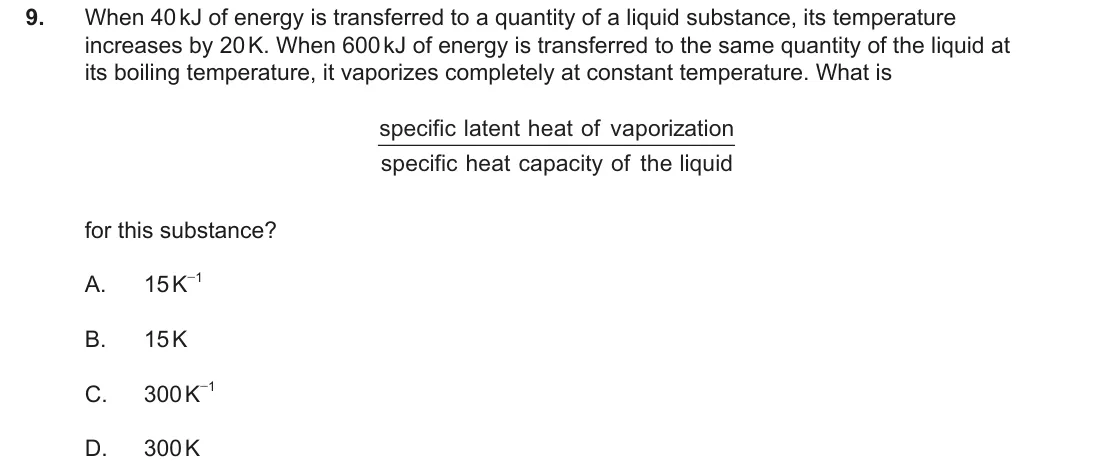 9. When 40 kJ of energy is transferred to a quantity of a liquid substance, its temperature
increases by 20 K. When 600 kJ of energy is transferred to the same quantity of the liquid at
its boiling temperature, it vaporizes completely at constant temperature. What is
specific latent heat of vaporization
specific heat capacity of the liquid
for this substance?
A. 15 K⁻¹
B. 15 K
C. 300 K⁻¹
D. 300 K